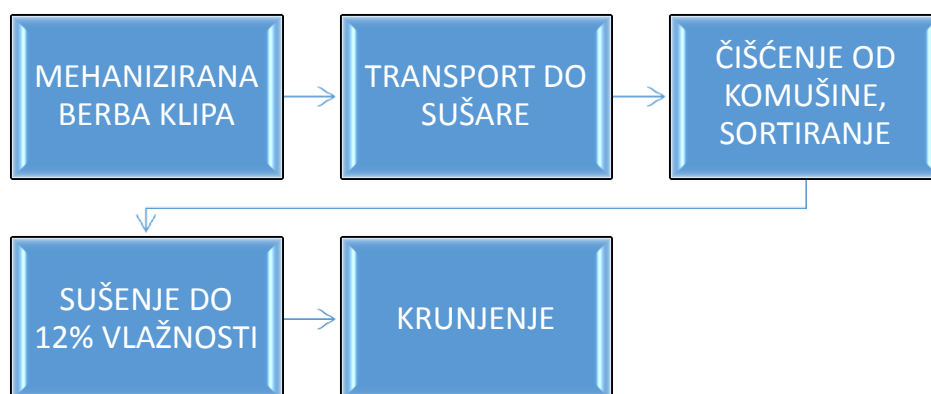 MEHANIZIRANA
BERBA KLIPA
TRANSPORT DO
SUŠARE
ČIŠĆENJE OD
KOMUŠINE,
SORTIRANJE
SUŠENJE DO
12% VLAŽNOSTI
KRUNJENJE